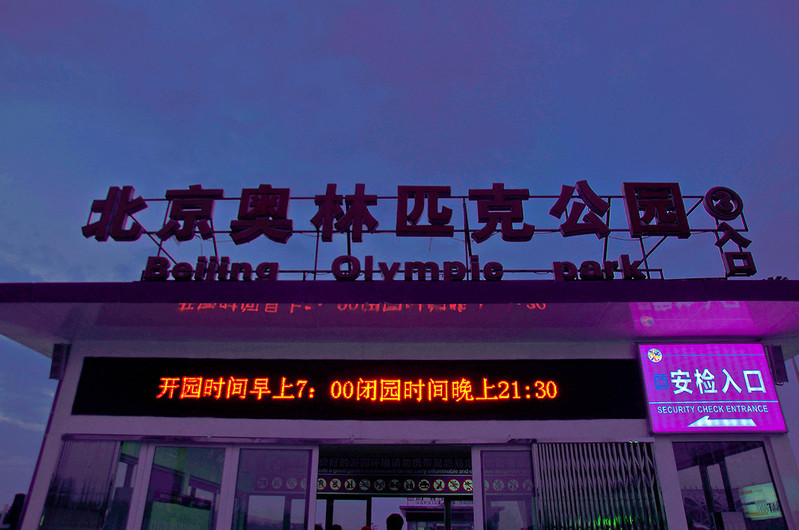 北京奥林匹克公园
③入口
Beijing Olympic park
开园时间早上7：00闭园时间晚上21:30
安检入口
SECURITY CHECK ENTRANCE